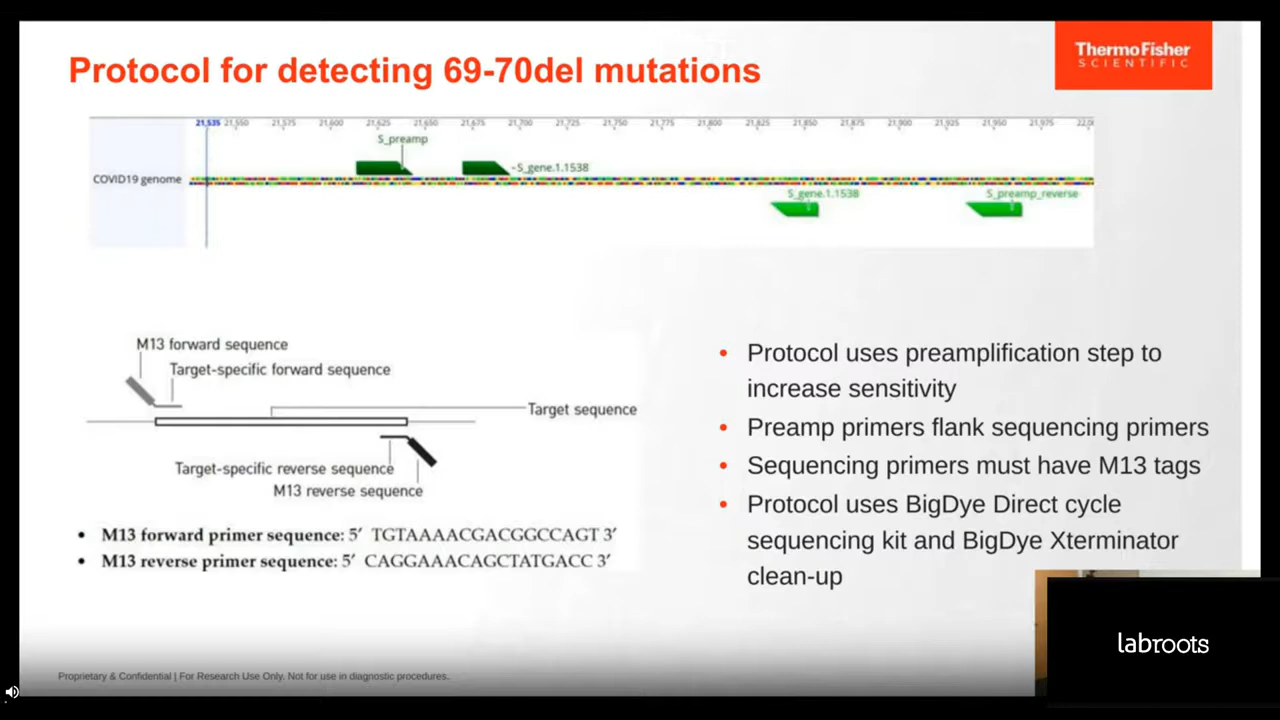 Protocol for detecting 69-70del mutations
ThermoFisher
SCIENTIFIC
21,535 21,550 21,575 21,600 21,625 21,650 21,675 21,700 21,725 21,750 21,775 21,800 21,825 21,850 21,875 21,900 21,925 21,950 21,975 22,0
S_preamp
S_gene.1.1538
COVID19 genome
S_gene.1.1538
S_preamp_reverse
M13 forward sequence
Target-specific forward sequence
Target sequence
Target-specific reverse sequence
M13 reverse sequence
• M13 forward primer sequence: 5′ TGTAAAACGACGGCCAGT 3′
• M13 reverse primer sequence: 5′ CAGGAAACAGCTATGACC 3′
• Protocol uses preamplification step to
increase sensitivity
• Preamp primers flank sequencing primers
• Sequencing primers must have M13 tags
• Protocol uses BigDye Direct cycle
sequencing kit and BigDye Xterminator
clean-up
labroots
Proprietary & Confidential | For Research Use Only. Not for use in diagnostic procedures.